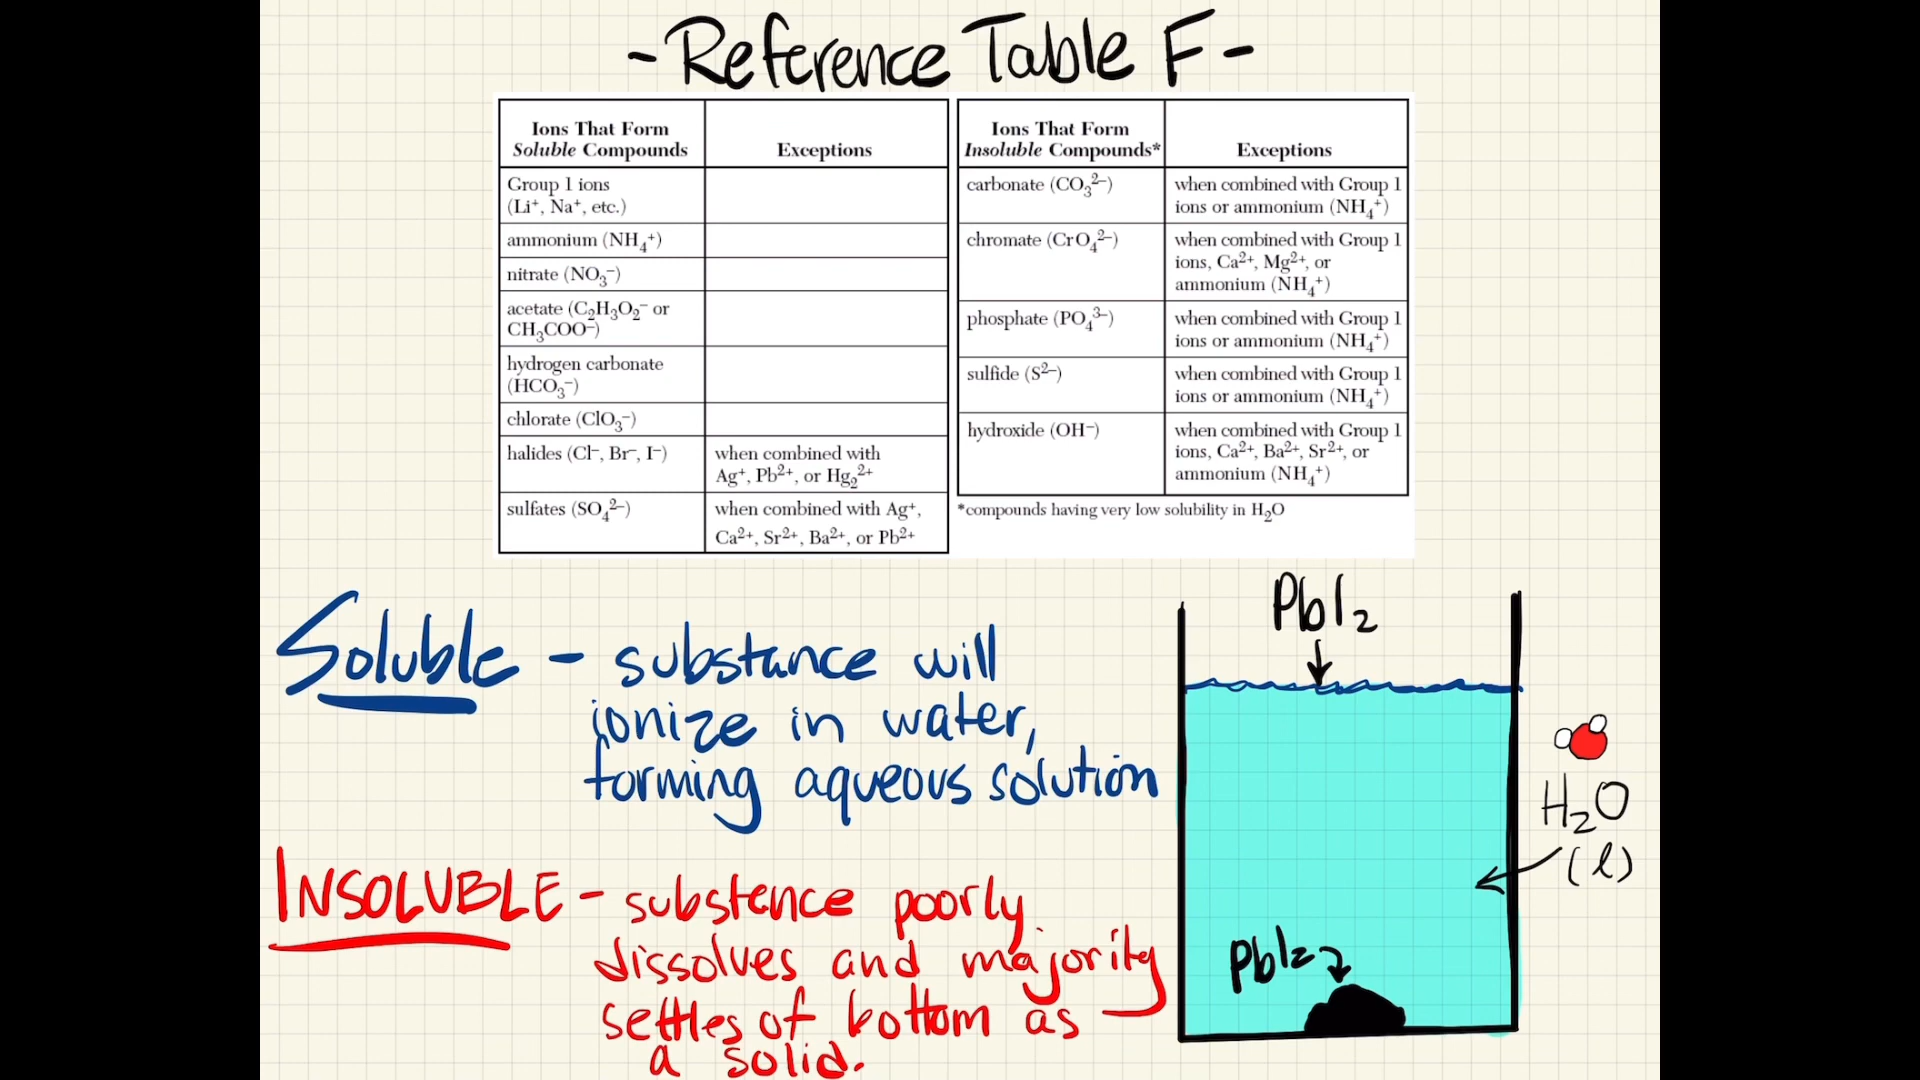 -Reference Table F-
Ions That Form
Soluble Compounds
Exceptions
Group 1 ions
(Li⁺, Na⁺, etc.)
ammonium (NH₄⁺)
nitrate (NO₃⁻)
acetate (C₂H₃O₂⁻ or
CH₃COO⁻)
hydrogen carbonate
(HCO₃⁻)
chlorate (ClO₃⁻)
halides (Cl⁻, Br⁻, I⁻)
when combined with
Ag⁺, Pb²⁺, or Hg₂²⁺
sulfates (SO₄²⁻)
when combined with Ag⁺,
Ca²⁺, Sr²⁺, Ba²⁺, or Pb²⁺
Ions That Form
Insoluble Compounds*
Exceptions
carbonate (CO₃²⁻)
when combined with Group 1
ions or ammonium (NH₄⁺)
chromate (CrO₄²⁻)
when combined with Group 1
ions, Ca²⁺, Mg²⁺, or
ammonium (NH₄⁺)
phosphate (PO₄³⁻)
when combined with Group 1
ions or ammonium (NH₄⁺)
sulfide (S²⁻)
when combined with Group 1
ions or ammonium (NH₄⁺)
hydroxide (OH⁻)
when combined with Group 1
ions, Ca²⁺, Ba²⁺, Sr²⁺, or
ammonium (NH₄⁺)
*compounds having very low solubility in H₂O
Soluble - substance will
ionize in water,
forming aqueous solution
INSOLUBLE - substence poorly
dissolves and majority
settles of bottom as
a solid.
PbI₂
H₂O
(l)
PbI₂